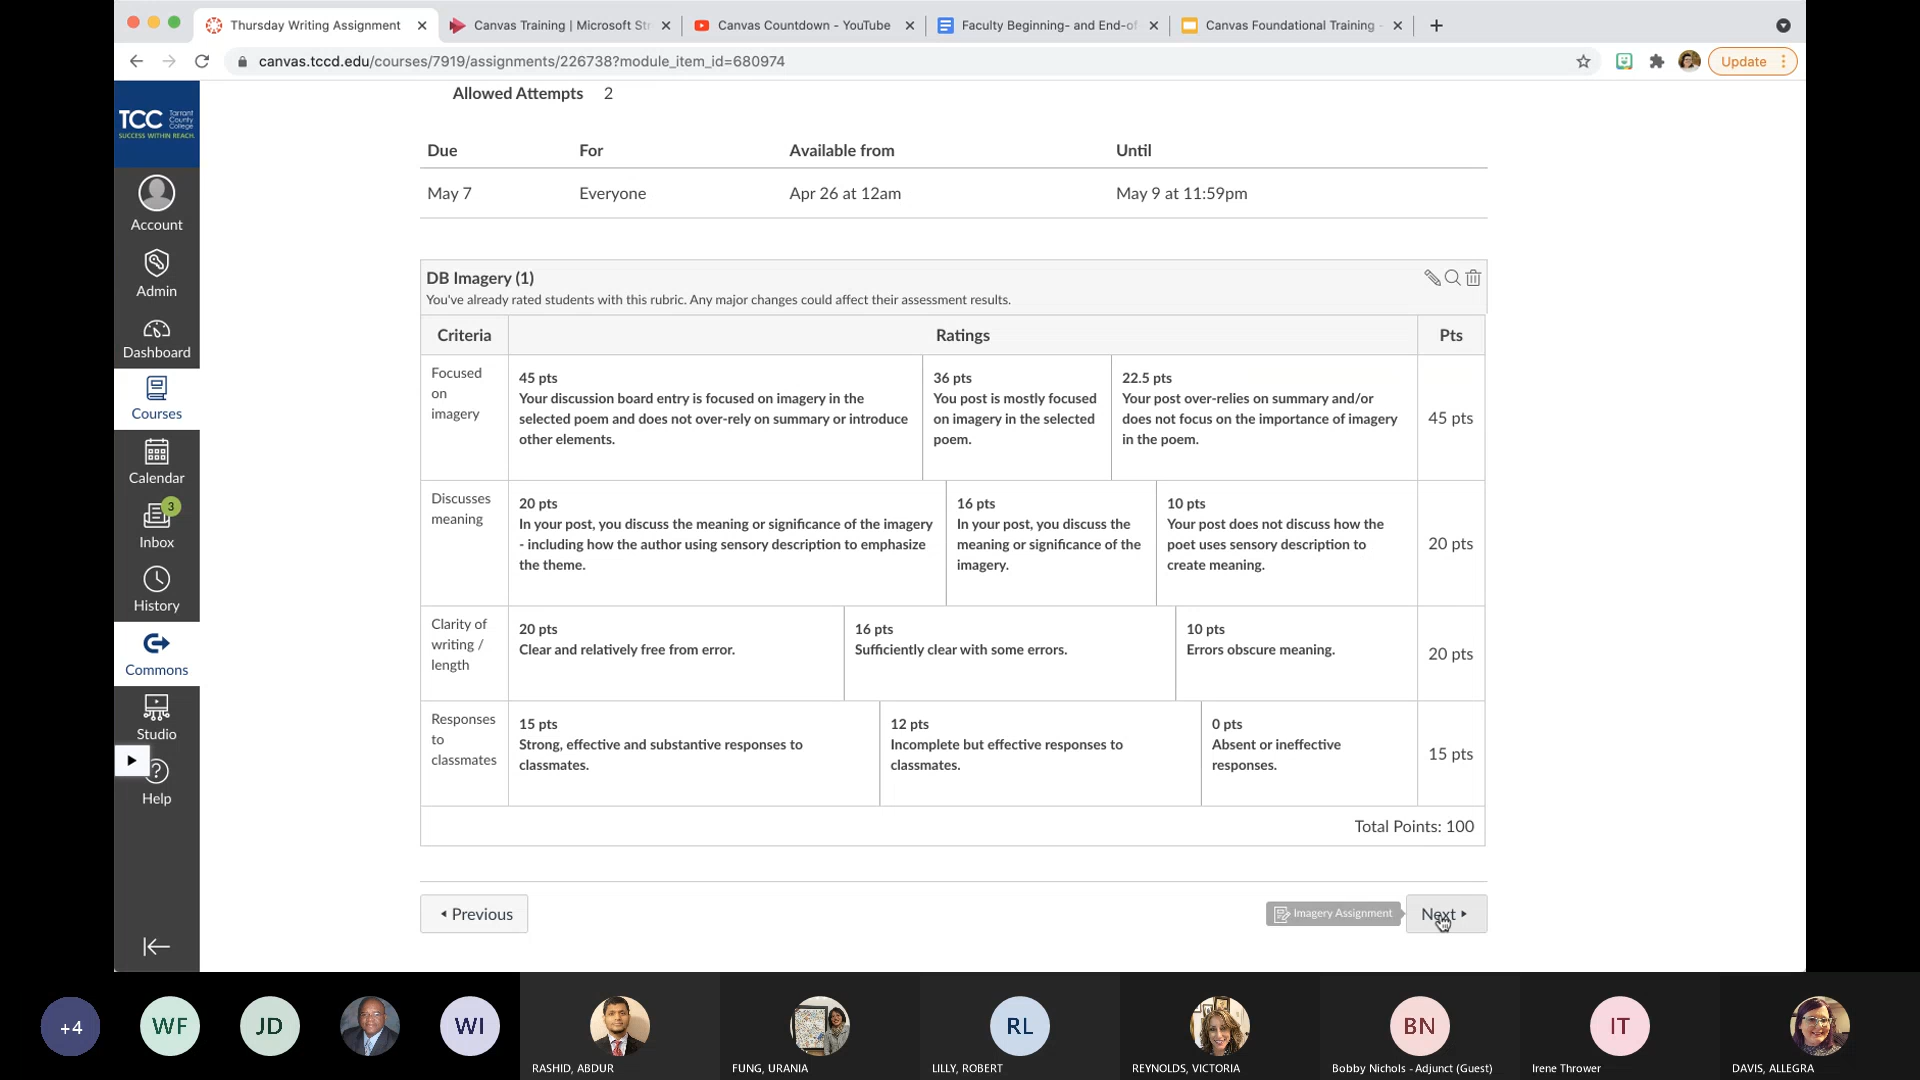 Thursday Writing Assignment
Canvas Training | Microsoft Str
Canvas Countdown - YouTube
Faculty Beginning- and End-of
Canvas Foundational Training -
canvas.tccd.edu/courses/7919/assignments/226738?module_item_id=680974
Update
TCC
Tarrant
County
College
SUCCESS WITHIN REACH.
Account
Admin
Dashboard
Courses
Calendar
3
Inbox
History
Commons
Studio
?
Help
Allowed Attempts 2
Due For Available from Until
May 7 Everyone Apr 26 at 12am May 9 at 11:59pm
DB Imagery (1)
You've already rated students with this rubric. Any major changes could affect their assessment results.
Criteria Ratings Pts
Focused
on
imagery
45 pts
Your discussion board entry is focused on imagery in the
selected poem and does not over-rely on summary or introduce
other elements.
36 pts
You post is mostly focused
on imagery in the selected
poem.
22.5 pts
Your post over-relies on summary and/or
does not focus on the importance of imagery
in the poem.
45 pts
Discusses
meaning
20 pts
In your post, you discuss the meaning or significance of the imagery
- including how the author using sensory description to emphasize
the theme.
16 pts
In your post, you discuss the
meaning or significance of the
imagery.
10 pts
Your post does not discuss how the
poet uses sensory description to
create meaning.
20 pts
Clarity of
writing /
length
20 pts
Clear and relatively free from error.
16 pts
Sufficiently clear with some errors.
10 pts
Errors obscure meaning.
20 pts
Responses
to
classmates
15 pts
Strong, effective and substantive responses to
classmates.
12 pts
Incomplete but effective responses to
classmates.
0 pts
Absent or ineffective
responses.
15 pts
Total Points: 100
Previous
Imagery Assignment
Next
+4
WF
JD
WI
RASHID, ABDUR
FUNG, URANIA
RL
LILLY, ROBERT
REYNOLDS, VICTORIA
BN
Bobby Nichols - Adjunct (Guest)
IT
Irene Thrower
DAVIS, ALLEGRA